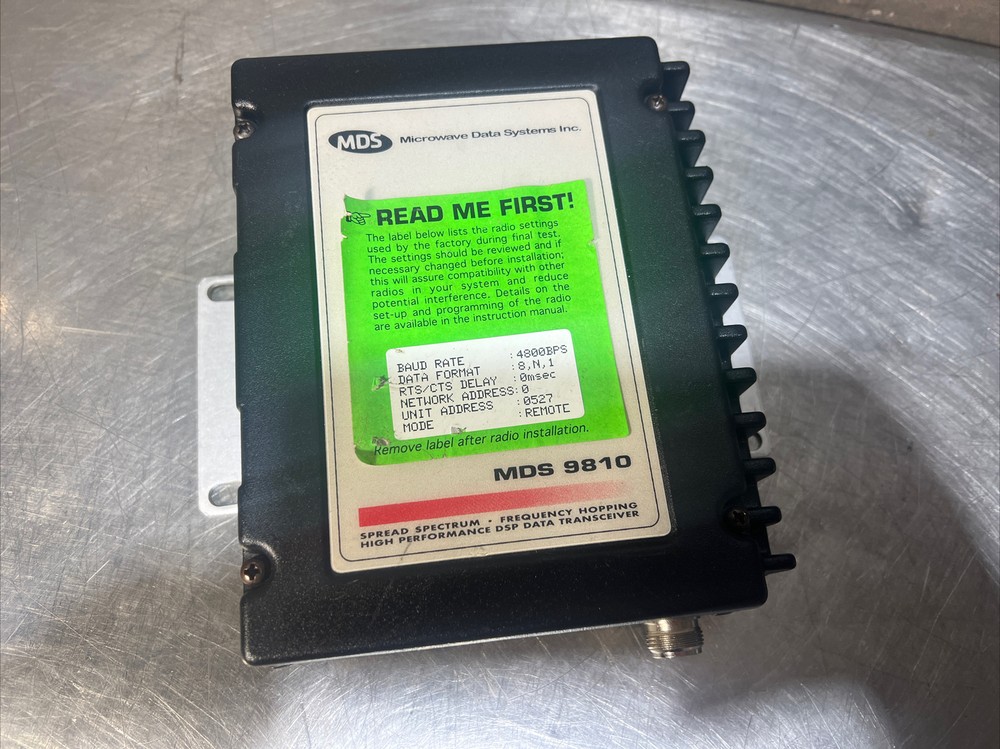 MDS Microwave Data Systems Inc.
READ ME FIRST!
The label below lists the radio settings
used by the factory during final test.
The settings should be reviewed and if
necessary changed before installation;
this will assure compatibility with other
radios in your system and reduce
potential interference. Details on the
set-up and programming of the radio
are available in the instruction manual.
BAUD RATE :4800BPS
DATA FORMAT :8,N,1
RTS/CTS DELAY :0msec
NETWORK ADDRESS:0
UNIT ADDRESS :0527
MODE :REMOTE
Remove label after radio installation.
MDS 9810
SPREAD SPECTRUM • FREQUENCY HOPPING
HIGH PERFORMANCE DSP DATA TRANSCEIVER